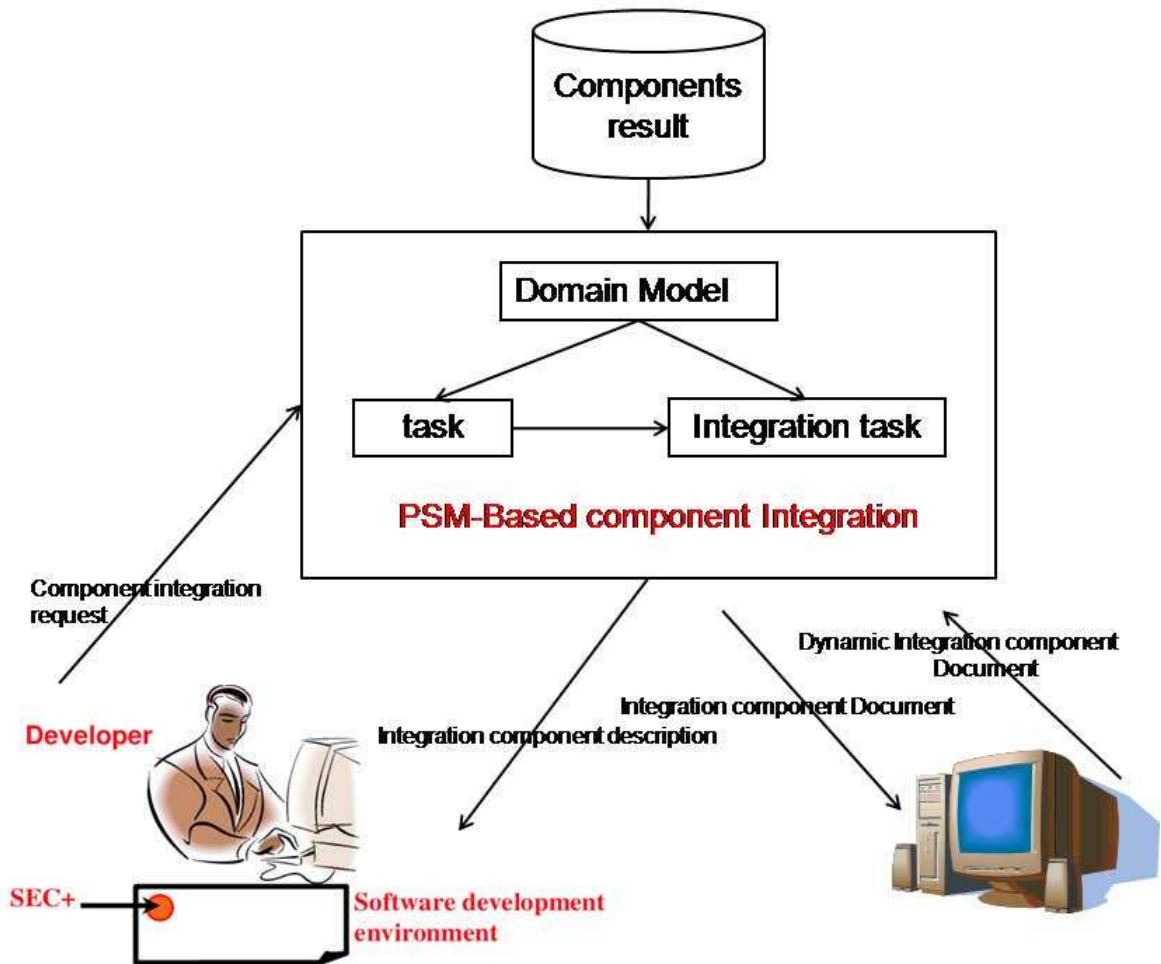 Components
result
Domain Model
task
Integration task
PSM-Based component Integration
Component integration
request
Dynamic Integration component
Document
Integration component Document
Integration component description
Developer
SEC+
Software development
environment